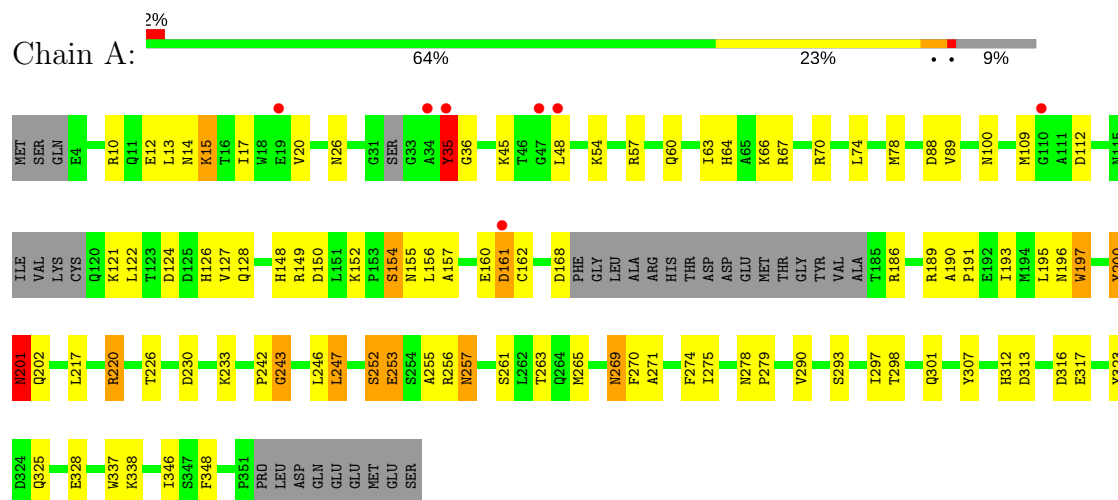 2%
Chain A:
64% 23% • • 9%
MET SER GLN E4 R10 Q11 E12 L13 N14 K15 T16 I17 W18 E19 V20 N26 G31 SER G33 A34 Y35 G36 K45 T46 G47 L48 K54 R57 Q60 I63 H64 A65 K66 R67 R70 L74 M78 D88 V89 N100 M109 G110 A111 D112 N115
ILE VAL LYS CYS Q120 K121 L122 T123 D124 D125 H126 V127 Q128 H148 R149 D150 L151 K152 P153 S154 N155 L156 A157 E160 D161 C162 D168 PHE GLY LEU ALA ARG HIS THR ASP ASP GLU MET THR GLY TYR VAL ALA T185 R186 R189 A190 P191 E192 I193 M194 L195 N196 W197 Y200
N201 Q202 L217 R220 T226 D230 K233 P242 G243 L246 L247 S252 E253 S254 A255 R256 N257 S261 L262 T263 Q264 M265 N269 F270 A271 F274 I275 N278 P279 V290 S293 I297 T298 Q301 Y307 H312 D313 D316 E317 Y323
D324 Q325 E328 W337 K338 I346 S347 F348 P351 PRO LEU ASP GLN GLU GLU MET GLU SER